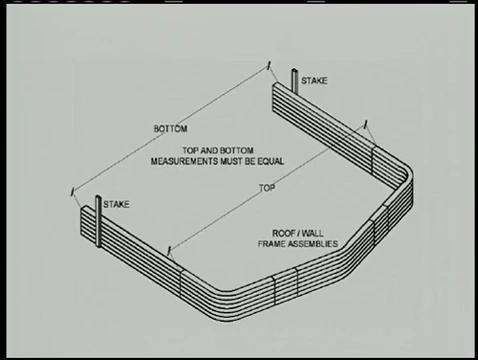 STAKE
BOTTOM
TOP AND BOTTOM
MEASUREMENTS MUST BE EQUAL
TOP
STAKE
ROOF / WALL
FRAME ASSEMBLIES